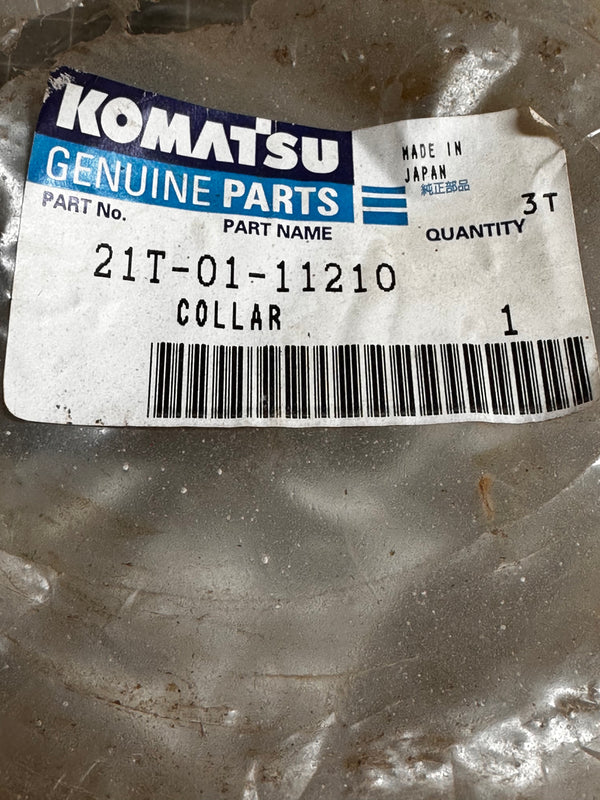 KOMATSU
GENUINE PARTS
MADE IN
JAPAN
純正部品
PART No.
PART NAME
QUANTITY
3T
21T-01-11210
COLLAR
1